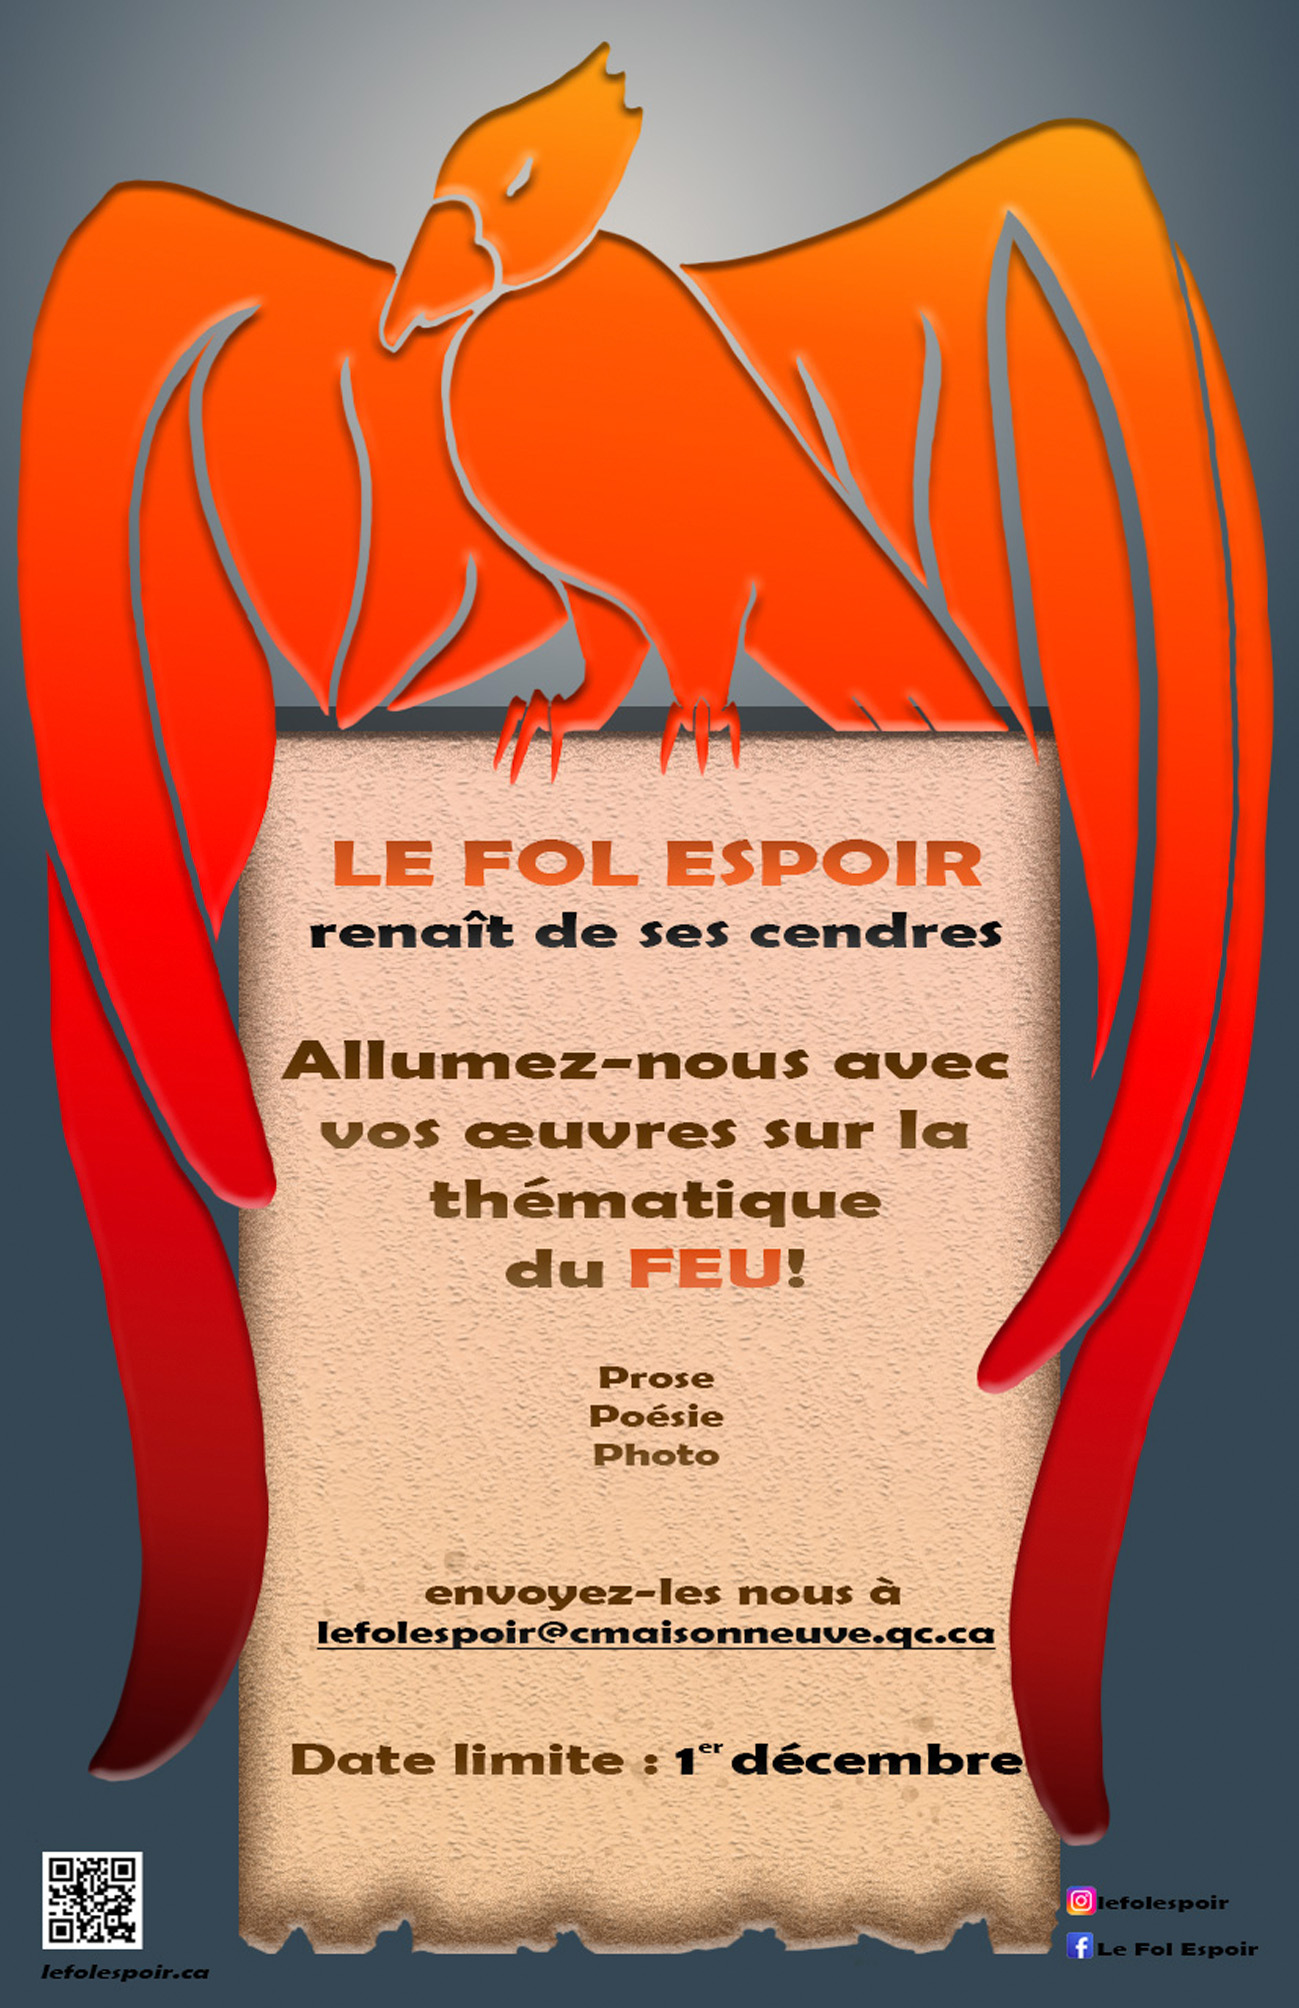 LE FOL ESPOIR
renaît de ses cendres
Allumez-nous avec
vos œuvres sur la
thématique
du FEU!
Prose
Poésie
Photo
envoyez-les nous à
lefolespoir@cmaisonneuve.qc.ca
Date limite : 1er décembre
lefolespoir.ca
lefolespoir
Le Fol Espoir